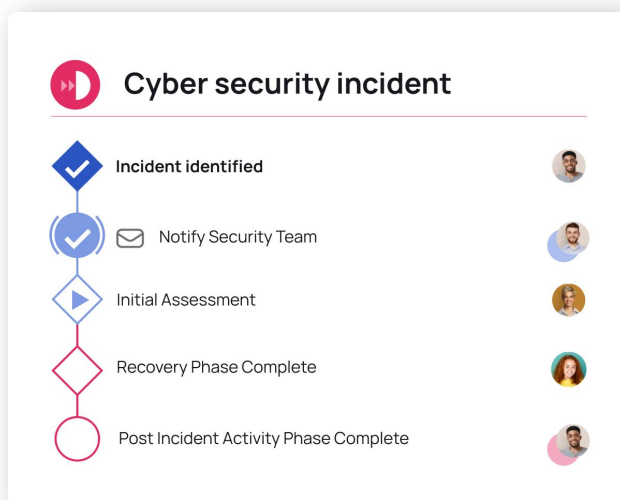 Cyber security incident
Incident identified
Notify Security Team
Initial Assessment
Recovery Phase Complete
Post Incident Activity Phase Complete